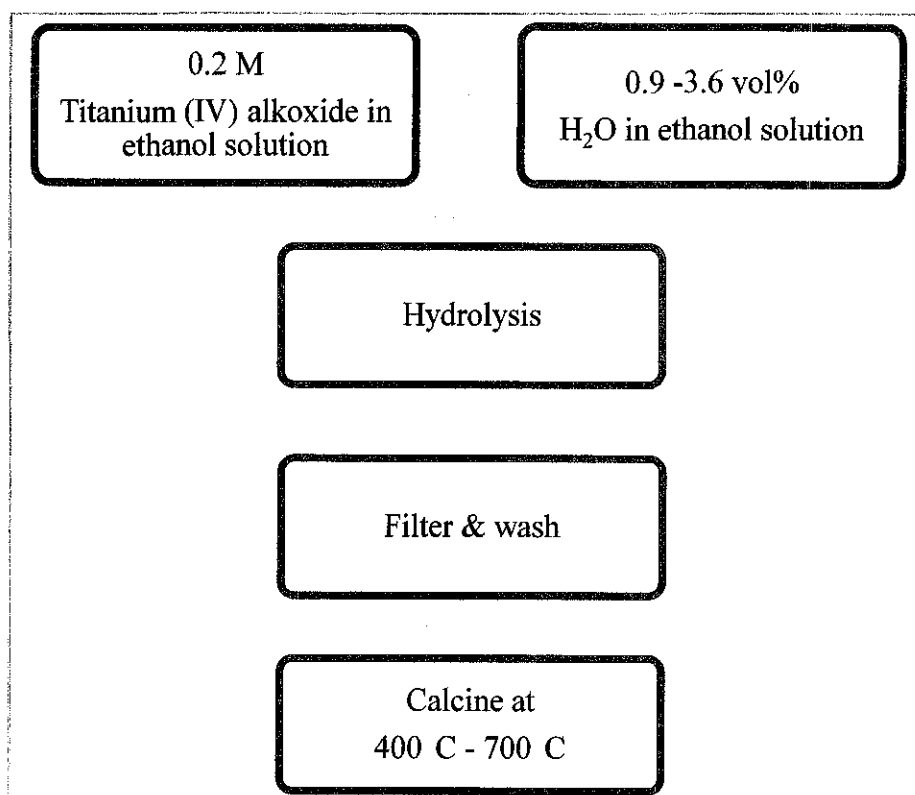 0.2 M
Titanium (IV) alkoxide in
ethanol solution
0.9 -3.6 vol%
H₂O in ethanol solution
Hydrolysis
Filter & wash
Calcine at
400 C - 700 C